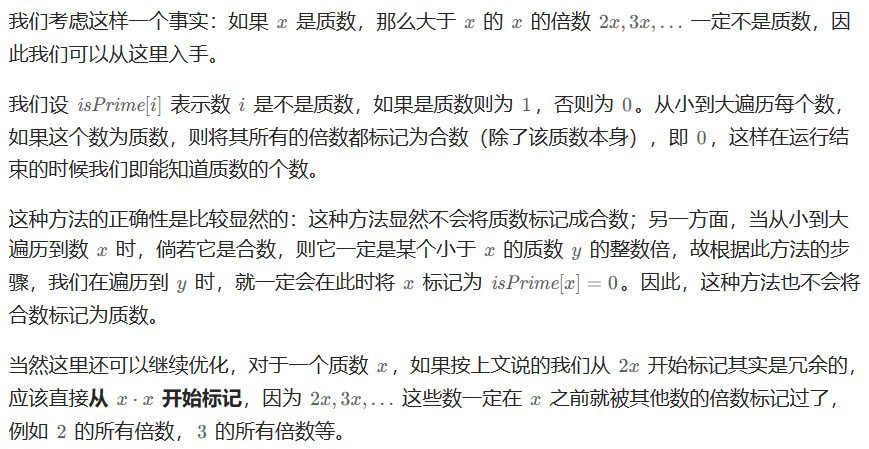 我们考虑这样一个事实：如果 x 是质数，那么大于 x 的 x 的倍数 2x, 3x, … 一定不是质数，因
此我们可以从这里入手。
我们设 isPrime[i] 表示数 i 是不是质数，如果是质数则为 1，否则为 0。从小到大遍历每个数，
如果这个数为质数，则将其所有的倍数都标记为合数（除了该质数本身），即 0，这样在运行结
束的时候我们即能知道质数的个数。
这种方法的正确性是比较显然的：这种方法显然不会将质数标记成合数；另一方面，当从小到大
遍历到数 x 时，倘若它是合数，则它一定是某个小于 x 的质数 y 的整数倍，故根据此方法的步
骤，我们在遍历到 y 时，就一定会在此时将 x 标记为 isPrime[x] = 0。因此，这种方法也不会将
合数标记为质数。
当然这里还可以继续优化，对于一个质数 x，如果按上文说的我们从 2x 开始标记其实是冗余的，
应该直接从 x · x 开始标记，因为 2x, 3x, … 这些数一定在 x 之前就被其他数的倍数标记过了，
例如 2 的所有倍数，3 的所有倍数等。